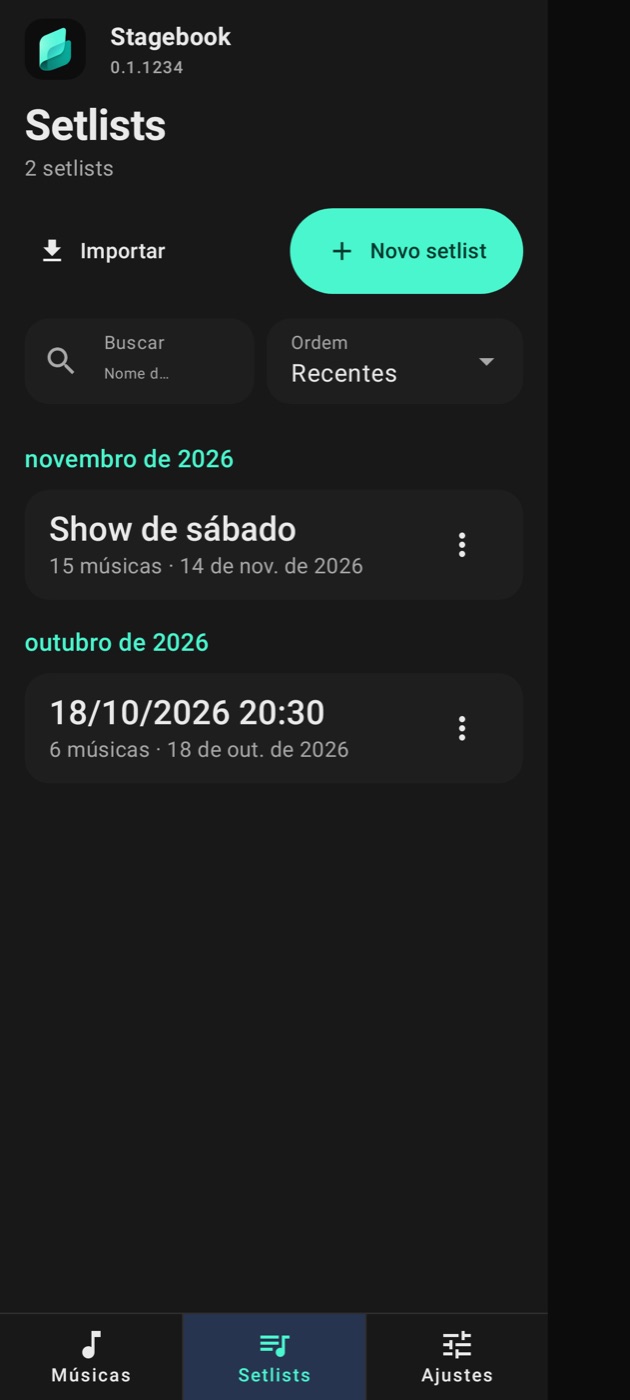 Stagebook
0.1.1234
Setlists
2 setlists
Importar
Novo setlist
Buscar
Nome d…
Ordem
Recentes
novembro de 2026
Show de sábado
15 músicas · 14 de nov. de 2026
outubro de 2026
18/10/2026 20:30
6 músicas · 18 de out. de 2026
Músicas
Setlists
Ajustes